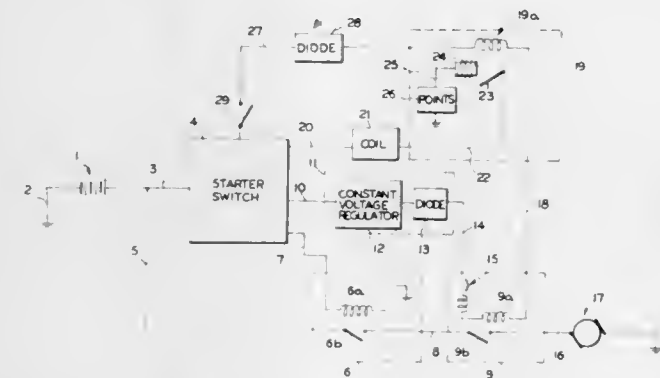 27
28
19a
DIODE
19
25
24
26
POINTS
23
29
4
20
21
COIL
1
2
3
11
22
STARTER
SWITCH
10
CONSTANT
VOLTAGE
REGULATOR
DIODE
18
12
13
14
5
7
15
6a
9a
17
6b
8
9b
16
6
9